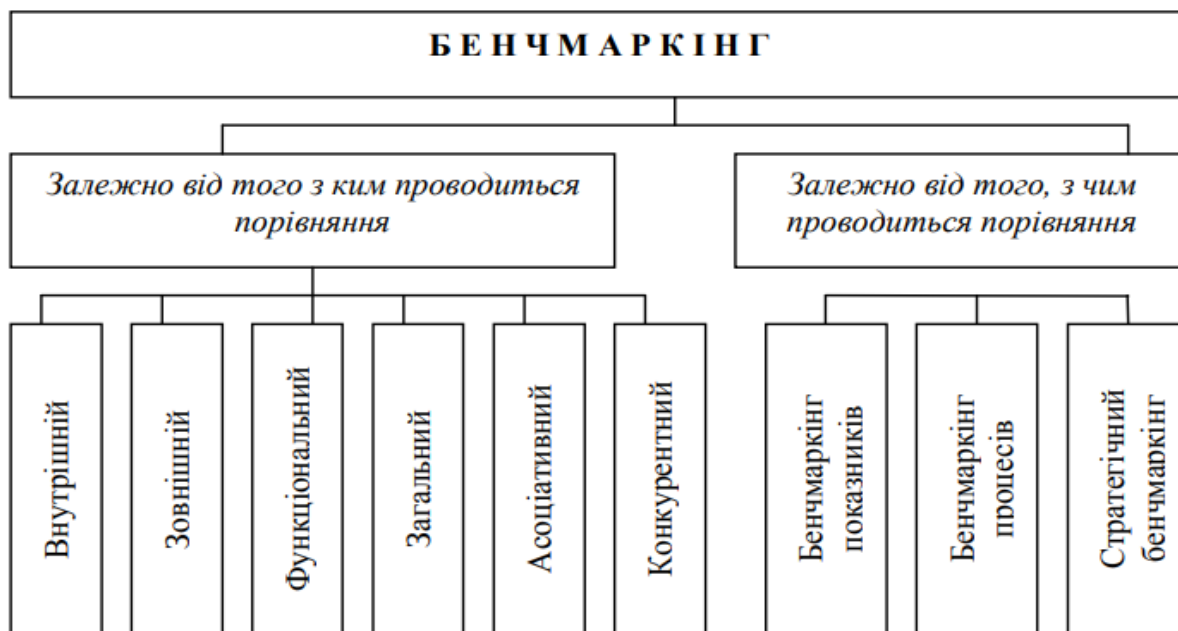 Б Е Н Ч М А Р К І Н Г
Залежно від того з ким проводиться
порівняння
Залежно від того, з чим
проводиться порівняння
Внутрішній
Зовнішній
Функціональний
Загальний
Асоціативний
Конкурентний
Бенчмаркінг
показників
Бенчмаркінг
процесів
Стратегічний
бенчмаркінг